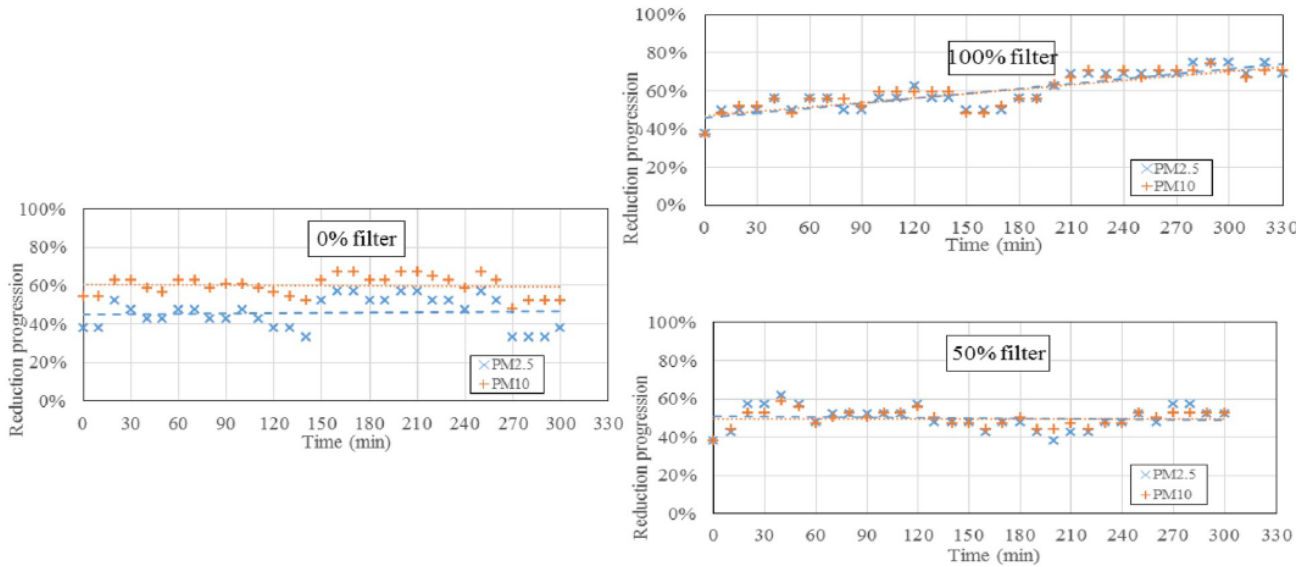 100%
80%
60%
40%
20%
0%
Reduction progression
0% filter
PM2.5
PM10
0 30 60 90 120 150 180 210 240 270 300 330
Time (min)
100%
80%
60%
40%
20%
0%
Reduction progression
100% filter
PM2.5
PM10
0 30 60 90 120 150 180 210 240 270 300 330
Time (min)
100%
80%
60%
40%
20%
0%
Reduction progression
50% filter
PM2.5
PM10
0 30 60 90 120 150 180 210 240 270 300 330
Time (min)